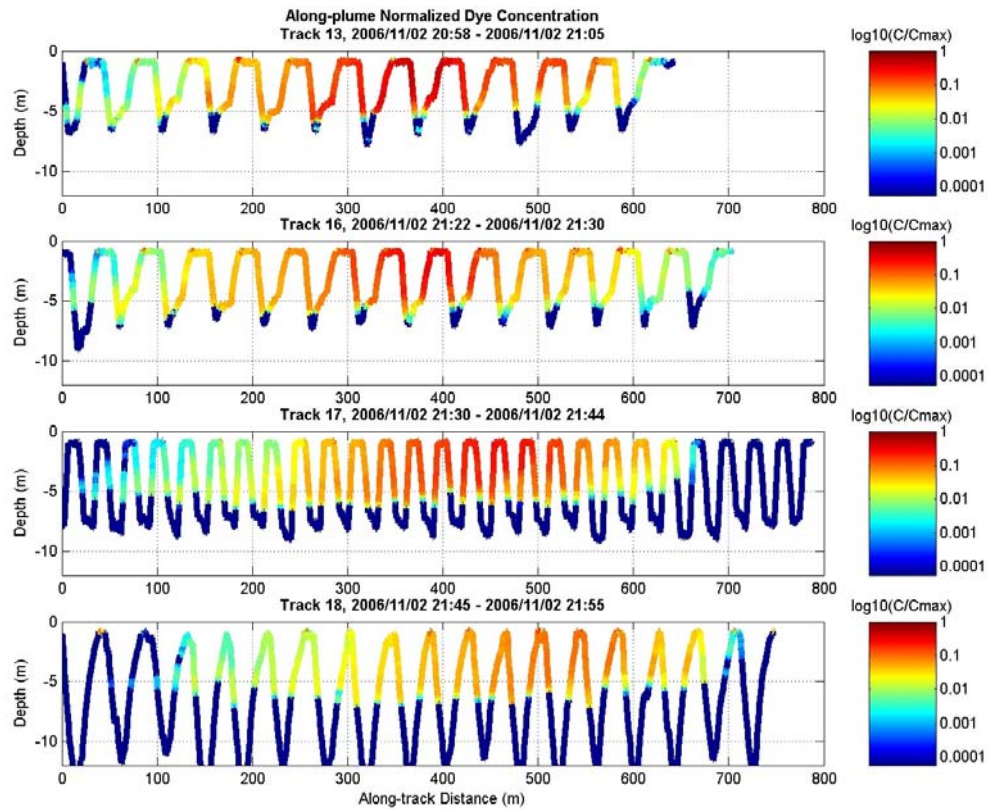 Along-plume Normalized Dye Concentration
Track 13, 2006/11/02 20:58 - 2006/11/02 21:05
log10(C/Cmax)
0
-5
-10
Depth (m)
0 100 200 300 400 500 600 700 800
1
0.1
0.01
0.001
0.0001
Track 16, 2006/11/02 21:22 - 2006/11/02 21:30
log10(C/Cmax)
0
-5
-10
Depth (m)
0 100 200 300 400 500 600 700 800
1
0.1
0.01
0.001
0.0001
Track 17, 2006/11/02 21:30 - 2006/11/02 21:44
log10(C/Cmax)
0
-5
-10
Depth (m)
0 100 200 300 400 500 600 700 800
1
0.1
0.01
0.001
0.0001
Track 18, 2006/11/02 21:45 - 2006/11/02 21:55
log10(C/Cmax)
0
-5
-10
Depth (m)
0 100 200 300 400 500 600 700 800
Along-track Distance (m)
1
0.1
0.01
0.001
0.0001